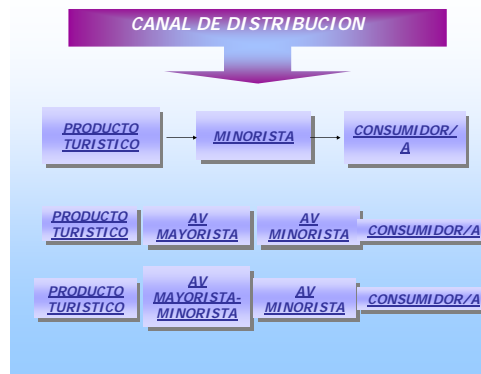 CANAL DE DISTRIBUCION
PRODUCTO
TURISTICO
MINORISTA
CONSUMIDOR/
A
PRODUCTO
TURISTICO
AV
MAYORISTA
AV
MINORISTA
CONSUMIDOR/A
PRODUCTO
TURISTICO
AV
MAYORISTA-
MINORISTA
AV
MINORISTA
CONSUMIDOR/A